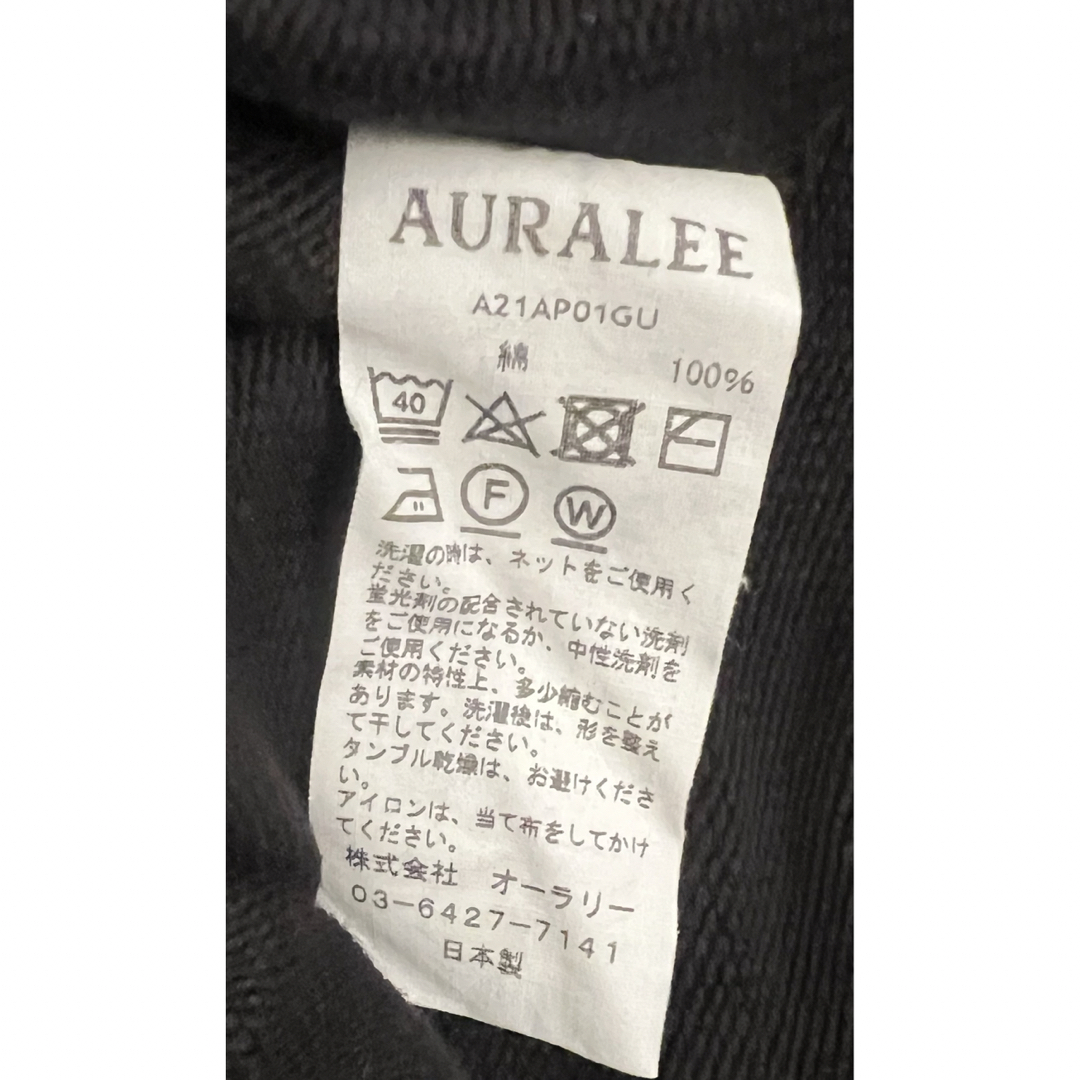 AURALEE
A21AP01GU
綿 100%
40
F W
洗濯の時は、ネットをご使用く
ださい。
蛍光剤の配合されていない洗剤
をご使用になるか、中性洗剤を
ご使用ください。
素材の特性上、多少縮むことが
あります。洗濯後は、形を整え
て干してください。
タンブル乾燥は、お避けくださ
い。
アイロンは、当て布をしてかけ
てください。
株式会社 オーラリー
03-6427-7141
日本製